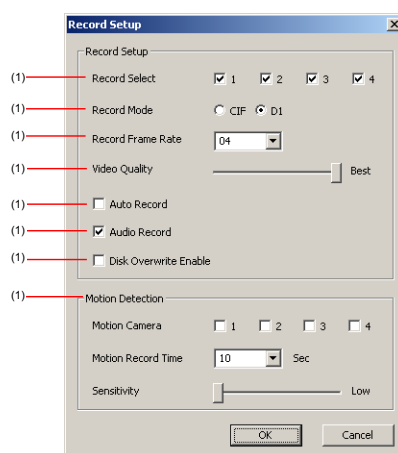 Record Setup
Record Setup
(1) Record Select 1 2 3 4
(1) Record Mode CIF D1
(1) Record Frame Rate 04
(1) Video Quality Best
(1) Auto Record
(1) Audio Record
(1) Disk Overwrite Enable
(1) Motion Detection
Motion Camera 1 2 3 4
Motion Record Time 10 Sec
Sensitivity Low
OK Cancel